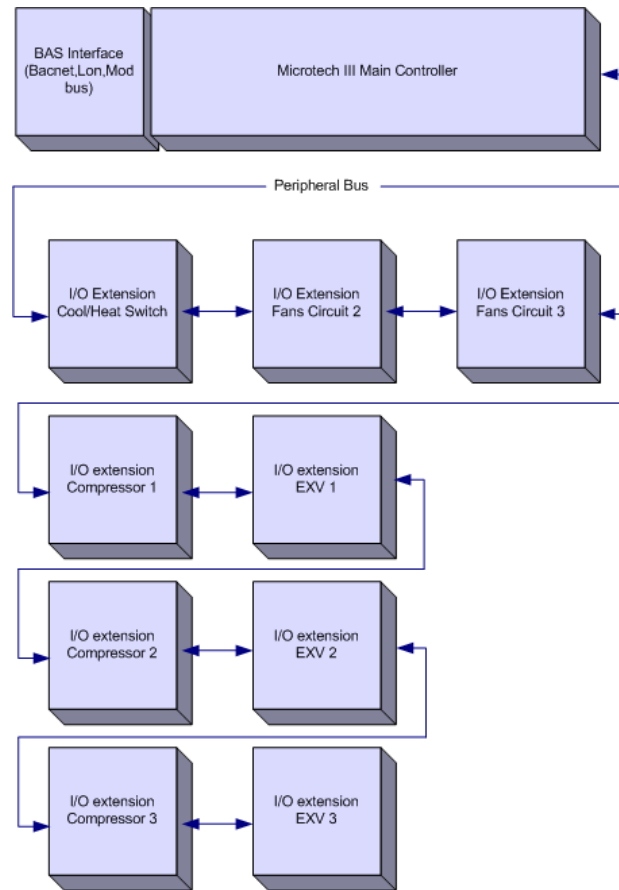 BAS Interface
(Bacnet,Lon,Mod
bus)
Microtech III Main Controller
Peripheral Bus
I/O Extension
Cool/Heat Switch
I/O Extension
Fans Circuit 2
I/O Extension
Fans Circuit 3
I/O extension
Compressor 1
I/O extension
EXV 1
I/O extension
Compressor 2
I/O extension
EXV 2
I/O extension
Compressor 3
I/O extension
EXV 3